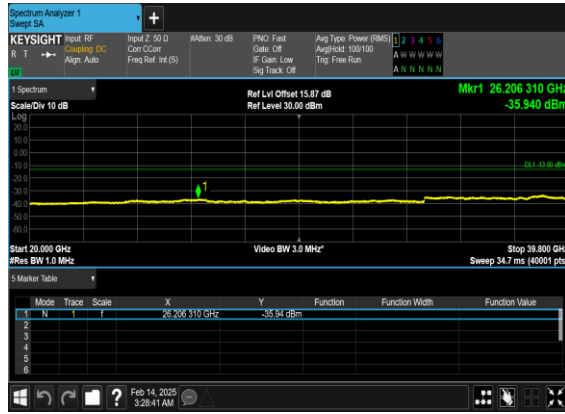 Spectrum Analyzer 1
Swept SA
+
KEYSIGHT Input: RF Input Z: 50 Ω #Atten: 30 dB PNO: Fast Avg Type: Power (RMS) 1 2 3 4 5 6
R T Coupling: DC Corr CCorr Gate: Off Avg|Hold: 100/100 A W W W W W
Align: Auto Freq Ref: Int (S) IF Gain: Low Trig: Free Run A N N N N N
Sig Track: Off
LW
1 Spectrum Ref Lvl Offset 15.87 dB Mkr1 26.206 310 GHz
Scale/Div 10 dB Ref Level 30.00 dBm -35.940 dBm
Log
20.0
10.0
0.00
-10.0 DL1 -13.00 dBm
-20.0
-30.0 1
-40.0
-50.0
-60.0
Start 20.000 GHz Video BW 3.0 MHz* Stop 39.800 GHz
#Res BW 1.0 MHz Sweep 34.7 ms (40001 pts)
5 Marker Table
Mode Trace Scale X Y Function Function Width Function Value
1 N 1 f 26.206 310 GHz -35.94 dBm
2
3
4
5
6
? Feb 14, 2025
3:28:41 AM